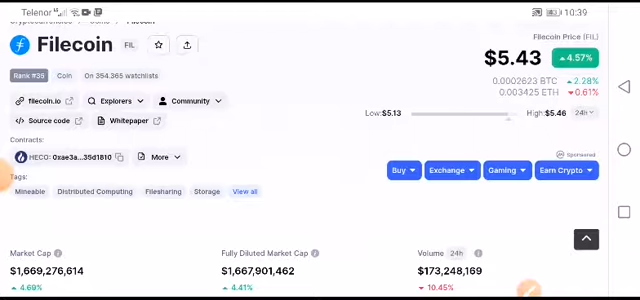 Telenor 10:39
Cryptocurrencies Coins Filecoin
Filecoin FIL
Filecoin Price (FIL)
$5.43 4.57%
Rank #36 Coin On 354,365 watchlists
0.0002623 BTC 2.28%
0.003425 ETH 0.61%
filecoin.io Explorers Community
Low:$5.13 High:$5.46 24h
Source code Whitepaper
Contracts:
HECO: 0xae3a...35d1810 More
Sponsored
Buy Exchange Gaming Earn Crypto
Tags:
Mineable Distributed Computing Filesharing Storage View all
Market Cap Fully Diluted Market Cap Volume 24h
$1,669,276,614 $1,667,901,462 $173,248,169
4.69% 4.41% 10.45%